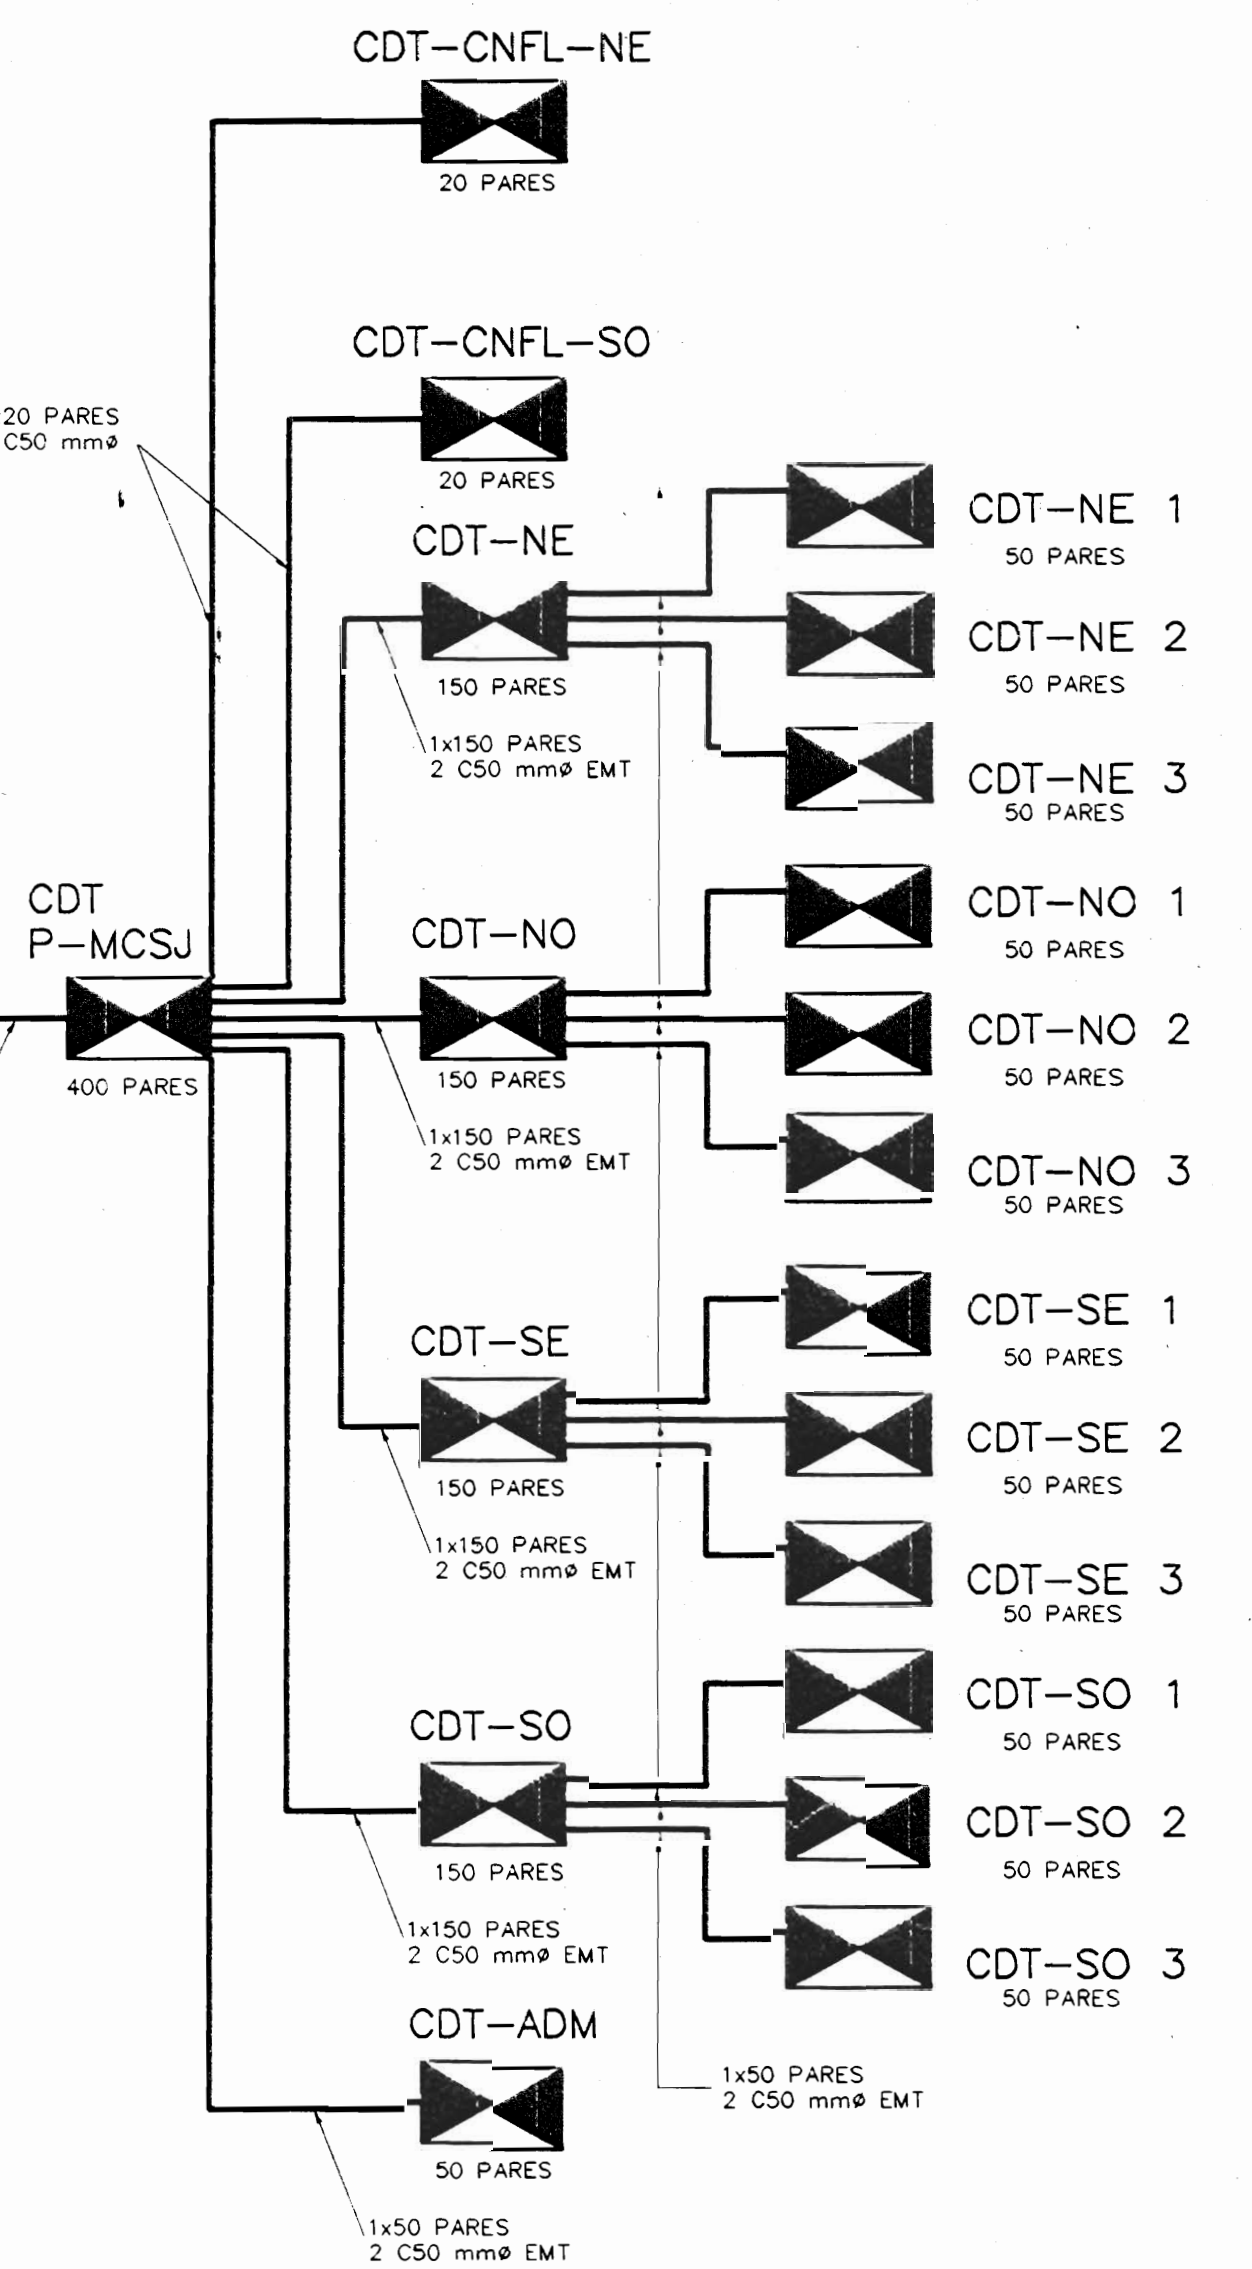 CDT-CNFL-NE
20 PARES
CDT-CNFL-SO
20 PARES
20 PARES
C50 mmø
CDT-NE
150 PARES
1x150 PARES
2 C50 mmø EMT
CDT-NE 1
50 PARES
CDT-NE 2
50 PARES
CDT-NE 3
50 PARES
CDT
P-MCSJ
400 PARES
CDT-NO
150 PARES
1x150 PARES
2 C50 mmø EMT
CDT-NO 1
50 PARES
CDT-NO 2
50 PARES
CDT-NO 3
50 PARES
CDT-SE
150 PARES
1x150 PARES
2 C50 mmø EMT
CDT-SE 1
50 PARES
CDT-SE 2
50 PARES
CDT-SE 3
50 PARES
CDT-SO
150 PARES
1x150 PARES
2 C50 mmø EMT
CDT-SO 1
50 PARES
CDT-SO 2
50 PARES
CDT-SO 3
50 PARES
CDT-ADM
50 PARES
1x50 PARES
2 C50 mmø EMT
1x50 PARES
2 C50 mmø EMT